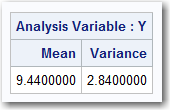 Analysis Variable : Y
Mean Variance
9.4400000 2.8400000